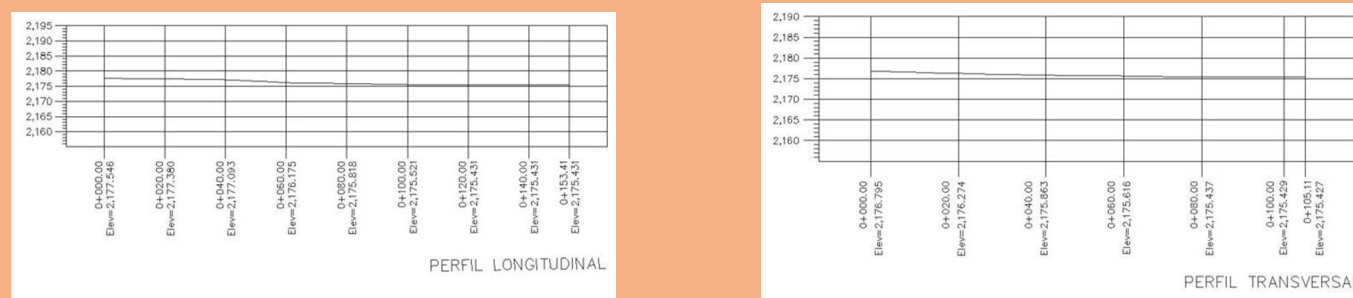 2,195
2,190
2,185
2,180
2,175
2,170
2,165
2,160
0+000.00
Elev=2,177.546
0+020.00
Elev=2,177.380
0+040.00
Elev=2,177.093
0+060.00
Elev=2,176.175
0+080.00
Elev=2,175.818
0+100.00
Elev=2,175.521
0+120.00
Elev=2,175.431
0+140.00
Elev=2,175.431
0+153.41
Elev=2,175.431
PERFIL LONGITUDINAL
2,190
2,185
2,180
2,175
2,170
2,165
2,160
0+000.00
Elev=2,176.795
0+020.00
Elev=2,176.274
0+040.00
Elev=2,175.863
0+060.00
Elev=2,175.616
0+080.00
Elev=2,175.437
0+100.00
Elev=2,175.429
0+105.11
Elev=2,175.427
PERFIL TRANSVERSA